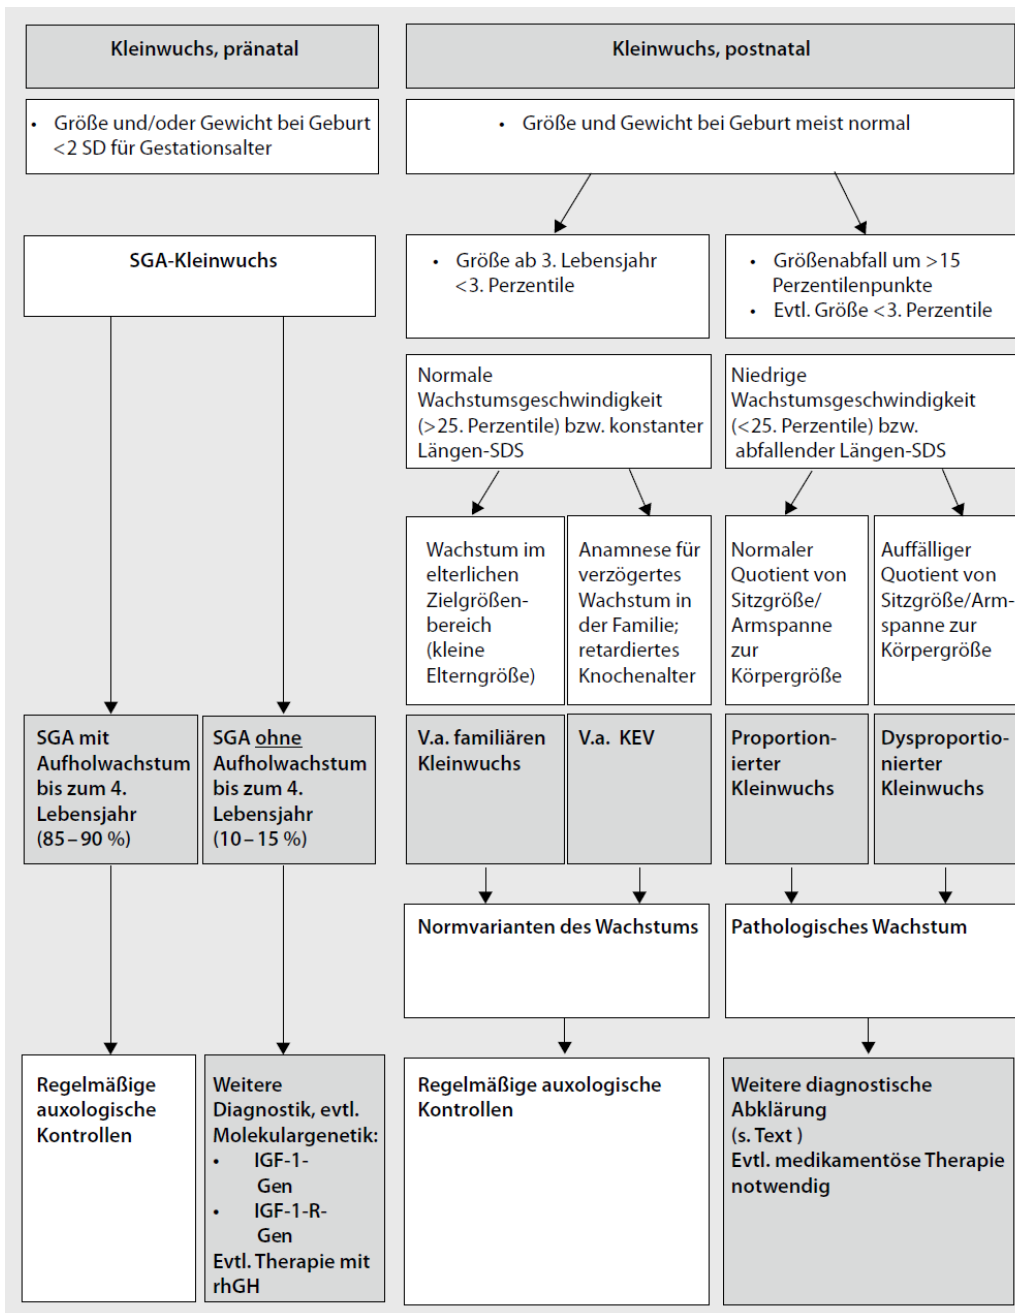 Kleinwuchs, pränatal
Kleinwuchs, postnatal
• Größe und/oder Gewicht bei Geburt
<2 SD für Gestationsalter
• Größe und Gewicht bei Geburt meist normal
SGA-Kleinwuchs
• Größe ab 3. Lebensjahr
<3. Perzentile
• Größenabfall um >15
Perzentilenpunkte
• Evtl. Größe <3. Perzentile
Normale
Wachstumsgeschwindigkeit
(>25. Perzentile) bzw. konstanter
Längen-SDS
Niedrige
Wachstumsgeschwindigkeit
(<25. Perzentile) bzw.
abfallender Längen-SDS
Wachstum im
elterlichen
Zielgrößen-
bereich
(kleine
Elterngröße)
Anamnese für
verzögertes
Wachstum in
der Familie;
retardiertes
Knochenalter
Normaler
Quotient von
Sitzgröße/
Armspanne
zur
Körpergröße
Auffälliger
Quotient von
Sitzgröße/Arm-
spanne zur
Körpergröße
SGA mit
Aufholwachstum
bis zum 4.
Lebensjahr
(85–90 %)
SGA ohne
Aufholwachstum
bis zum 4.
Lebensjahr
(10–15 %)
V.a. familiären
Kleinwuchs
V.a. KEV
Proportion-
ierter
Kleinwuchs
Dysproportio-
nierter
Kleinwuchs
Normvarianten des Wachstums
Pathologisches Wachstum
Regelmäßige
auxologische
Kontrollen
Weitere
Diagnostik, evtl.
Molekulargenetik:
• IGF-1-
Gen
• IGF-1-R-
Gen
Evtl. Therapie mit
rhGH
Regelmäßige auxologische
Kontrollen
Weitere diagnostische
Abklärung
(s. Text )
Evtl. medikamentöse Therapie
notwendig